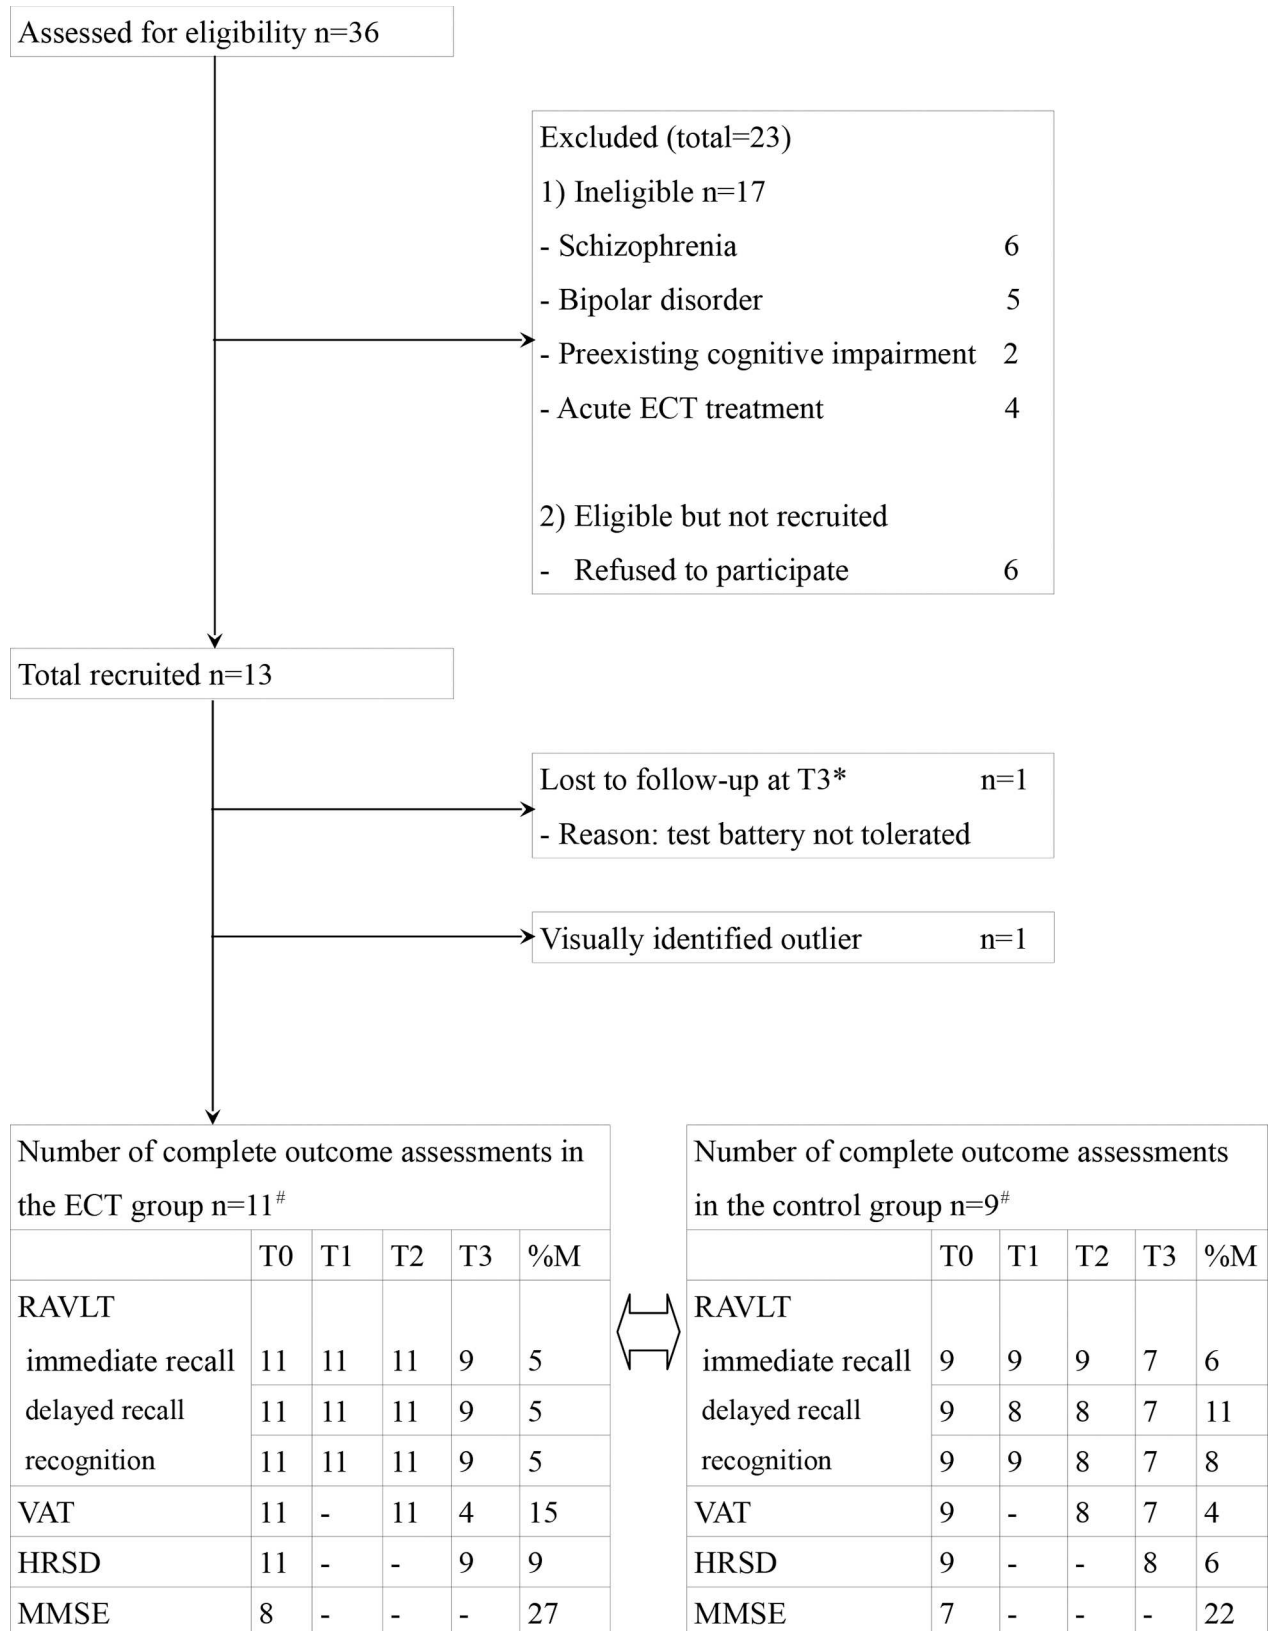 Assessed for eligibility n=36
Excluded (total=23)
1) Ineligible n=17
- Schizophrenia 6
- Bipolar disorder 5
- Preexisting cognitive impairment 2
- Acute ECT treatment 4
2) Eligible but not recruited
- Refused to participate 6
Total recruited n=13
Lost to follow-up at T3* n=1
- Reason: test battery not tolerated
Visually identified outlier n=1
Number of complete outcome assessments in
the ECT group n=11#
T0 T1 T2 T3 %M
RAVLT
immediate recall 11 11 11 9 5
delayed recall 11 11 11 9 5
recognition 11 11 11 9 5
VAT 11 - 11 4 15
HRSD 11 - - 9 9
MMSE 8 - - - 27
Number of complete outcome assessments
in the control group n=9#
T0 T1 T2 T3 %M
RAVLT
immediate recall 9 9 9 7 6
delayed recall 9 8 8 7 11
recognition 9 9 8 7 8
VAT 9 - 8 7 4
HRSD 9 - - 8 6
MMSE 7 - - - 22